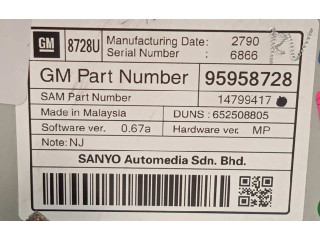 GM 8728U Manufacturing Date: 2790
Serial Number : 6866
GM Part Number 95958728
SAM Part Number 14799417
Made in Malaysia DUNS : 652508805
Software ver. 0.67a Hardware ver. MP
Note: NJ
SANYO Automedia Sdn. Bhd.